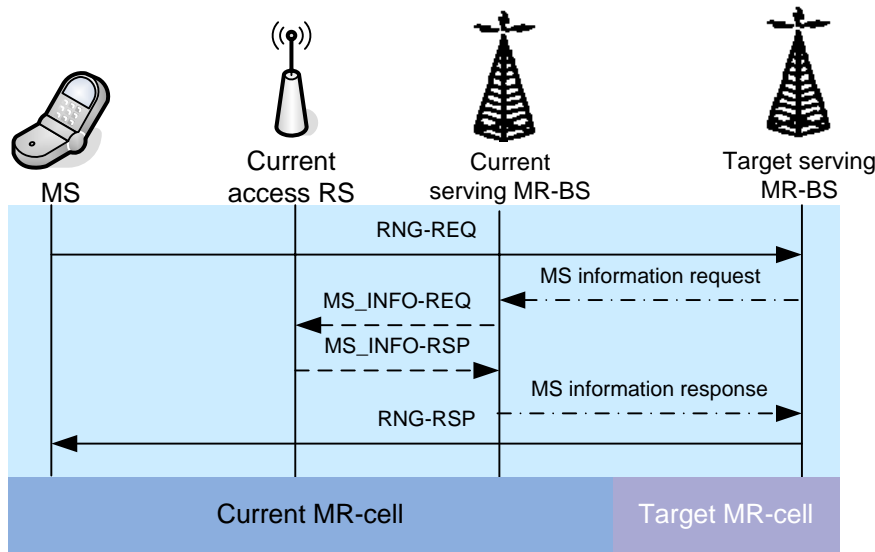 MS
Current
access RS
Current
serving MR-BS
Target serving
MR-BS
RNG-REQ
MS information request
MS_INFO-REQ
MS_INFO-RSP
MS information response
RNG-RSP
Current MR-cell
Target MR-cell